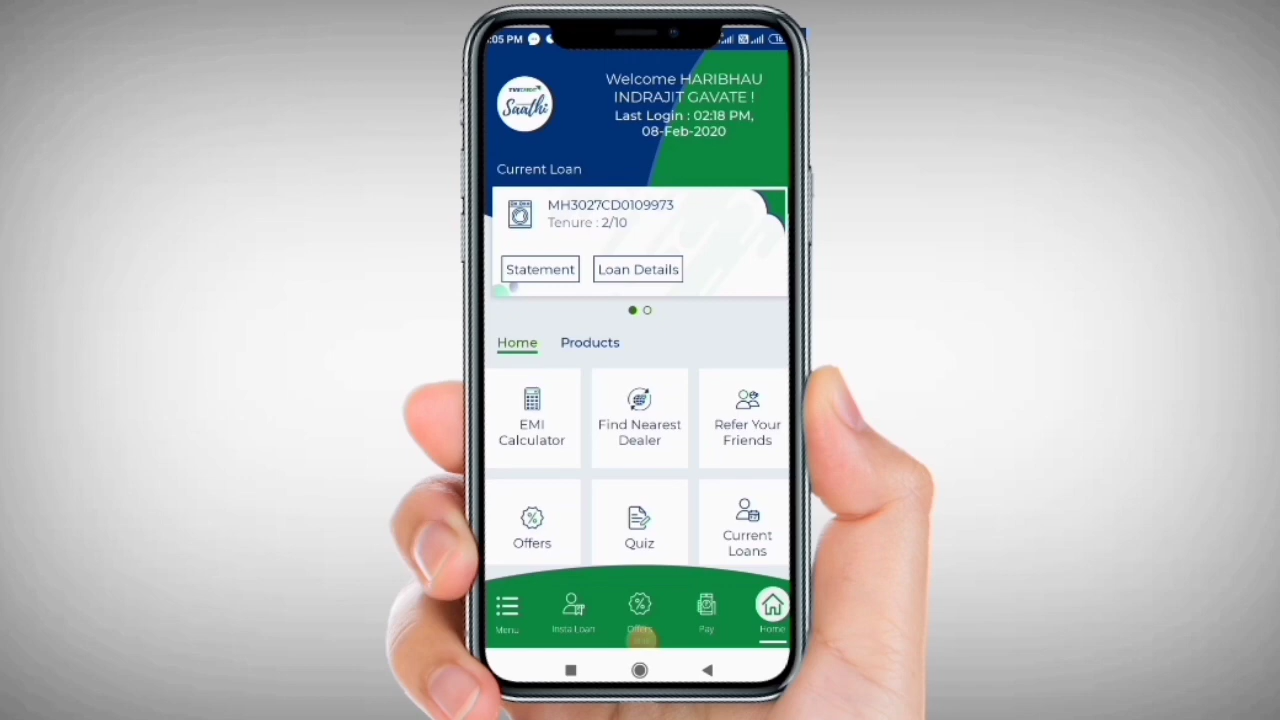 :05 PM
TVS CREDIT
Saathi
Welcome HARIBHAU
INDRAJIT GAVATE !
Last Login : 02:18 PM,
08-Feb-2020
Current Loan
MH3027CD0109973
Tenure : 2/10
Statement
Loan Details
Home
Products
EMI
Calculator
Find Nearest
Dealer
Refer Your
Friends
Offers
Quiz
Current
Loans
Menu
Insta Loan
Offers
Pay
Home